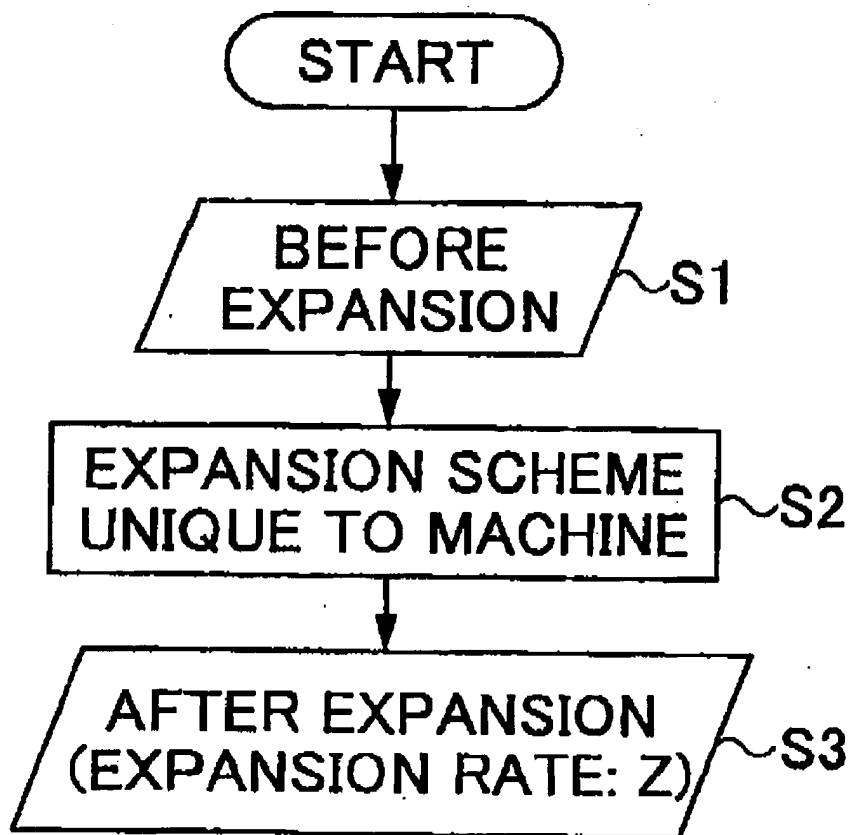 START
BEFORE
EXPANSION
S1
EXPANSION SCHEME
UNIQUE TO MACHINE
S2
AFTER EXPANSION
(EXPANSION RATE: Z)
S3